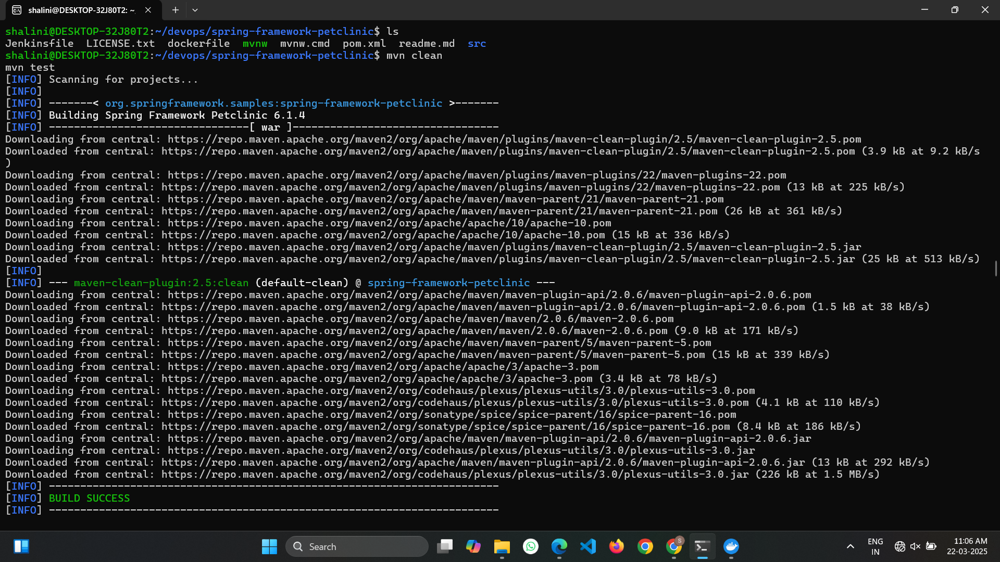 shalini@DESKTOP-32J80T2: ~
shalini@DESKTOP-32J80T2:~/devops/spring-framework-petclinic$ ls
Jenkinsfile  LICENSE.txt  dockerfile  mvnw  mvnw.cmd  pom.xml  readme.md  src
shalini@DESKTOP-32J80T2:~/devops/spring-framework-petclinic$ mvn clean
mvn test
[INFO] Scanning for projects...
[INFO]
[INFO] -------< org.springframework.samples:spring-framework-petclinic >-------
[INFO] Building Spring Framework Petclinic 6.1.4
[INFO] --------------------------------[ war ]---------------------------------
Downloading from central: https://repo.maven.apache.org/maven2/org/apache/maven/plugins/maven-clean-plugin/2.5/maven-clean-plugin-2.5.pom
Downloaded from central: https://repo.maven.apache.org/maven2/org/apache/maven/plugins/maven-clean-plugin/2.5/maven-clean-plugin-2.5.pom (3.9 kB at 9.2 kB/s
)
Downloading from central: https://repo.maven.apache.org/maven2/org/apache/maven/plugins/maven-plugins/22/maven-plugins-22.pom
Downloaded from central: https://repo.maven.apache.org/maven2/org/apache/maven/plugins/maven-plugins/22/maven-plugins-22.pom (13 kB at 225 kB/s)
Downloading from central: https://repo.maven.apache.org/maven2/org/apache/maven/maven-parent/21/maven-parent-21.pom
Downloaded from central: https://repo.maven.apache.org/maven2/org/apache/maven/maven-parent/21/maven-parent-21.pom (26 kB at 361 kB/s)
Downloading from central: https://repo.maven.apache.org/maven2/org/apache/apache/10/apache-10.pom
Downloaded from central: https://repo.maven.apache.org/maven2/org/apache/apache/10/apache-10.pom (15 kB at 336 kB/s)
Downloading from central: https://repo.maven.apache.org/maven2/org/apache/maven/plugins/maven-clean-plugin/2.5/maven-clean-plugin-2.5.jar
Downloaded from central: https://repo.maven.apache.org/maven2/org/apache/maven/plugins/maven-clean-plugin/2.5/maven-clean-plugin-2.5.jar (25 kB at 513 kB/s)
[INFO]
[INFO] --- maven-clean-plugin:2.5:clean (default-clean) @ spring-framework-petclinic ---
Downloading from central: https://repo.maven.apache.org/maven2/org/apache/maven/maven-plugin-api/2.0.6/maven-plugin-api-2.0.6.pom
Downloaded from central: https://repo.maven.apache.org/maven2/org/apache/maven/maven-plugin-api/2.0.6/maven-plugin-api-2.0.6.pom (1.5 kB at 38 kB/s)
Downloading from central: https://repo.maven.apache.org/maven2/org/apache/maven/maven/2.0.6/maven-2.0.6.pom
Downloaded from central: https://repo.maven.apache.org/maven2/org/apache/maven/maven/2.0.6/maven-2.0.6.pom (9.0 kB at 171 kB/s)
Downloading from central: https://repo.maven.apache.org/maven2/org/apache/maven/maven-parent/5/maven-parent-5.pom
Downloaded from central: https://repo.maven.apache.org/maven2/org/apache/maven/maven-parent/5/maven-parent-5.pom (15 kB at 339 kB/s)
Downloading from central: https://repo.maven.apache.org/maven2/org/apache/apache/3/apache-3.pom
Downloaded from central: https://repo.maven.apache.org/maven2/org/apache/apache/3/apache-3.pom (3.4 kB at 78 kB/s)
Downloading from central: https://repo.maven.apache.org/maven2/org/codehaus/plexus/plexus-utils/3.0/plexus-utils-3.0.pom
Downloaded from central: https://repo.maven.apache.org/maven2/org/codehaus/plexus/plexus-utils/3.0/plexus-utils-3.0.pom (4.1 kB at 110 kB/s)
Downloading from central: https://repo.maven.apache.org/maven2/org/sonatype/spice/spice-parent/16/spice-parent-16.pom
Downloaded from central: https://repo.maven.apache.org/maven2/org/sonatype/spice/spice-parent/16/spice-parent-16.pom (8.4 kB at 186 kB/s)
Downloading from central: https://repo.maven.apache.org/maven2/org/apache/maven/maven-plugin-api/2.0.6/maven-plugin-api-2.0.6.jar
Downloading from central: https://repo.maven.apache.org/maven2/org/codehaus/plexus/plexus-utils/3.0/plexus-utils-3.0.jar
Downloaded from central: https://repo.maven.apache.org/maven2/org/apache/maven/maven-plugin-api/2.0.6/maven-plugin-api-2.0.6.jar (13 kB at 292 kB/s)
Downloaded from central: https://repo.maven.apache.org/maven2/org/codehaus/plexus/plexus-utils/3.0/plexus-utils-3.0.jar (226 kB at 1.5 MB/s)
[INFO] ------------------------------------------------------------------------
[INFO] BUILD SUCCESS
[INFO] ------------------------------------------------------------------------
Search
S
ENG
IN
11:06 AM
22-03-2025